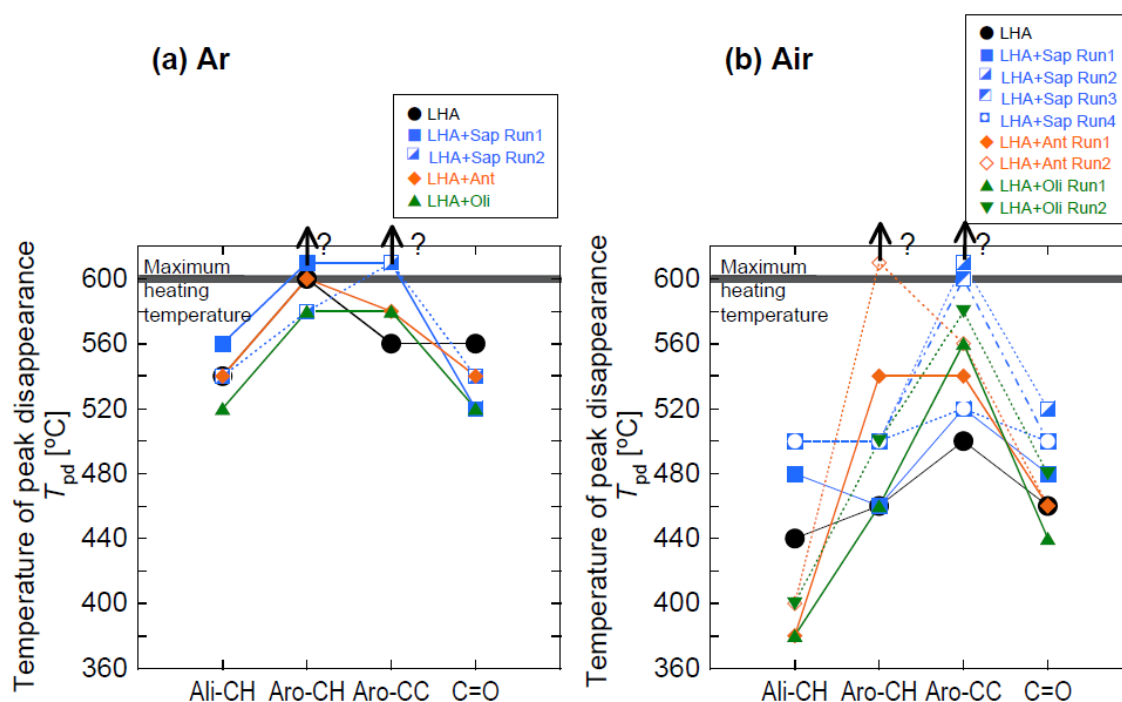 (a) Ar
LHA
LHA+Sap Run1
LHA+Sap Run2
LHA+Ant
LHA+Oli
Temperature of peak disappearance
Tpd [ºC]
?
?
Maximum
heating
temperature
600
560
520
480
440
400
360
Ali-CH
Aro-CH
Aro-CC
C=O
(b) Air
LHA
LHA+Sap Run1
LHA+Sap Run2
LHA+Sap Run3
LHA+Sap Run4
LHA+Ant Run1
LHA+Ant Run2
LHA+Oli Run1
LHA+Oli Run2
Temperature of peak disappearance
Tpd [ºC]
?
?
Maximum
heating
temperature
600
560
520
480
440
400
360
Ali-CH
Aro-CH
Aro-CC
C=O